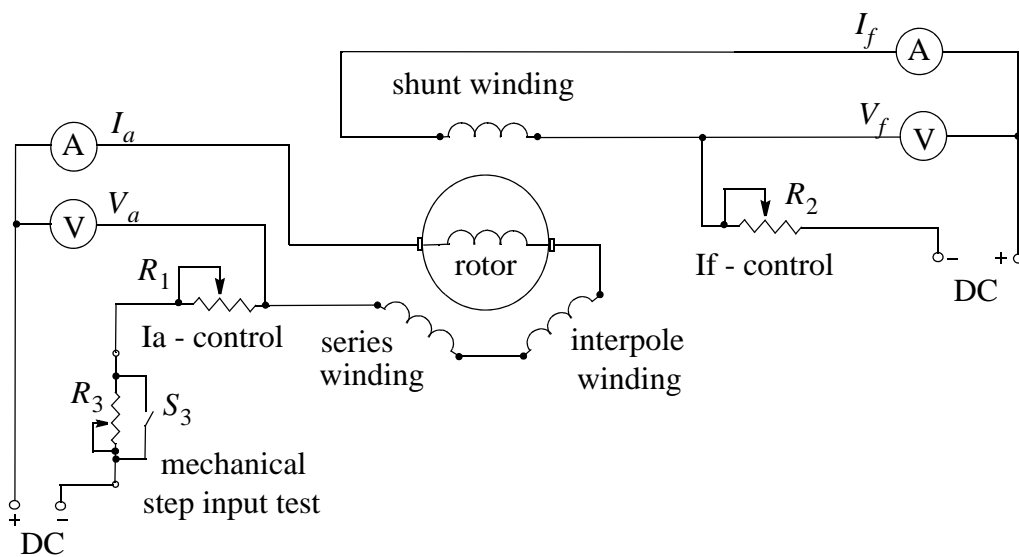 I_f
A
shunt winding
V_f
V
I_a
A
V_a
V
R_2
rotor
If - control
- +
DC
R_1
Ia - control
series
winding
interpole
winding
R_3
S_3
mechanical
step input test
+ -
DC